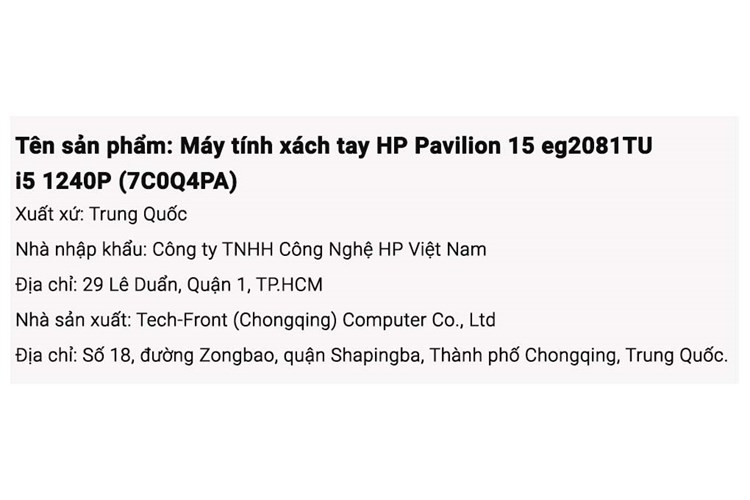 Tên sản phẩm: Máy tính xách tay HP Pavilion 15 eg2081TU
i5 1240P (7C0Q4PA)
Xuất xứ: Trung Quốc
Nhà nhập khẩu: Công ty TNHH Công Nghệ HP Việt Nam
Địa chỉ: 29 Lê Duẩn, Quận 1, TP.HCM
Nhà sản xuất: Tech-Front (Chongqing) Computer Co., Ltd
Địa chỉ: Số 18, đường Zongbao, quận Shapingba, Thành phố Chongqing, Trung Quốc.